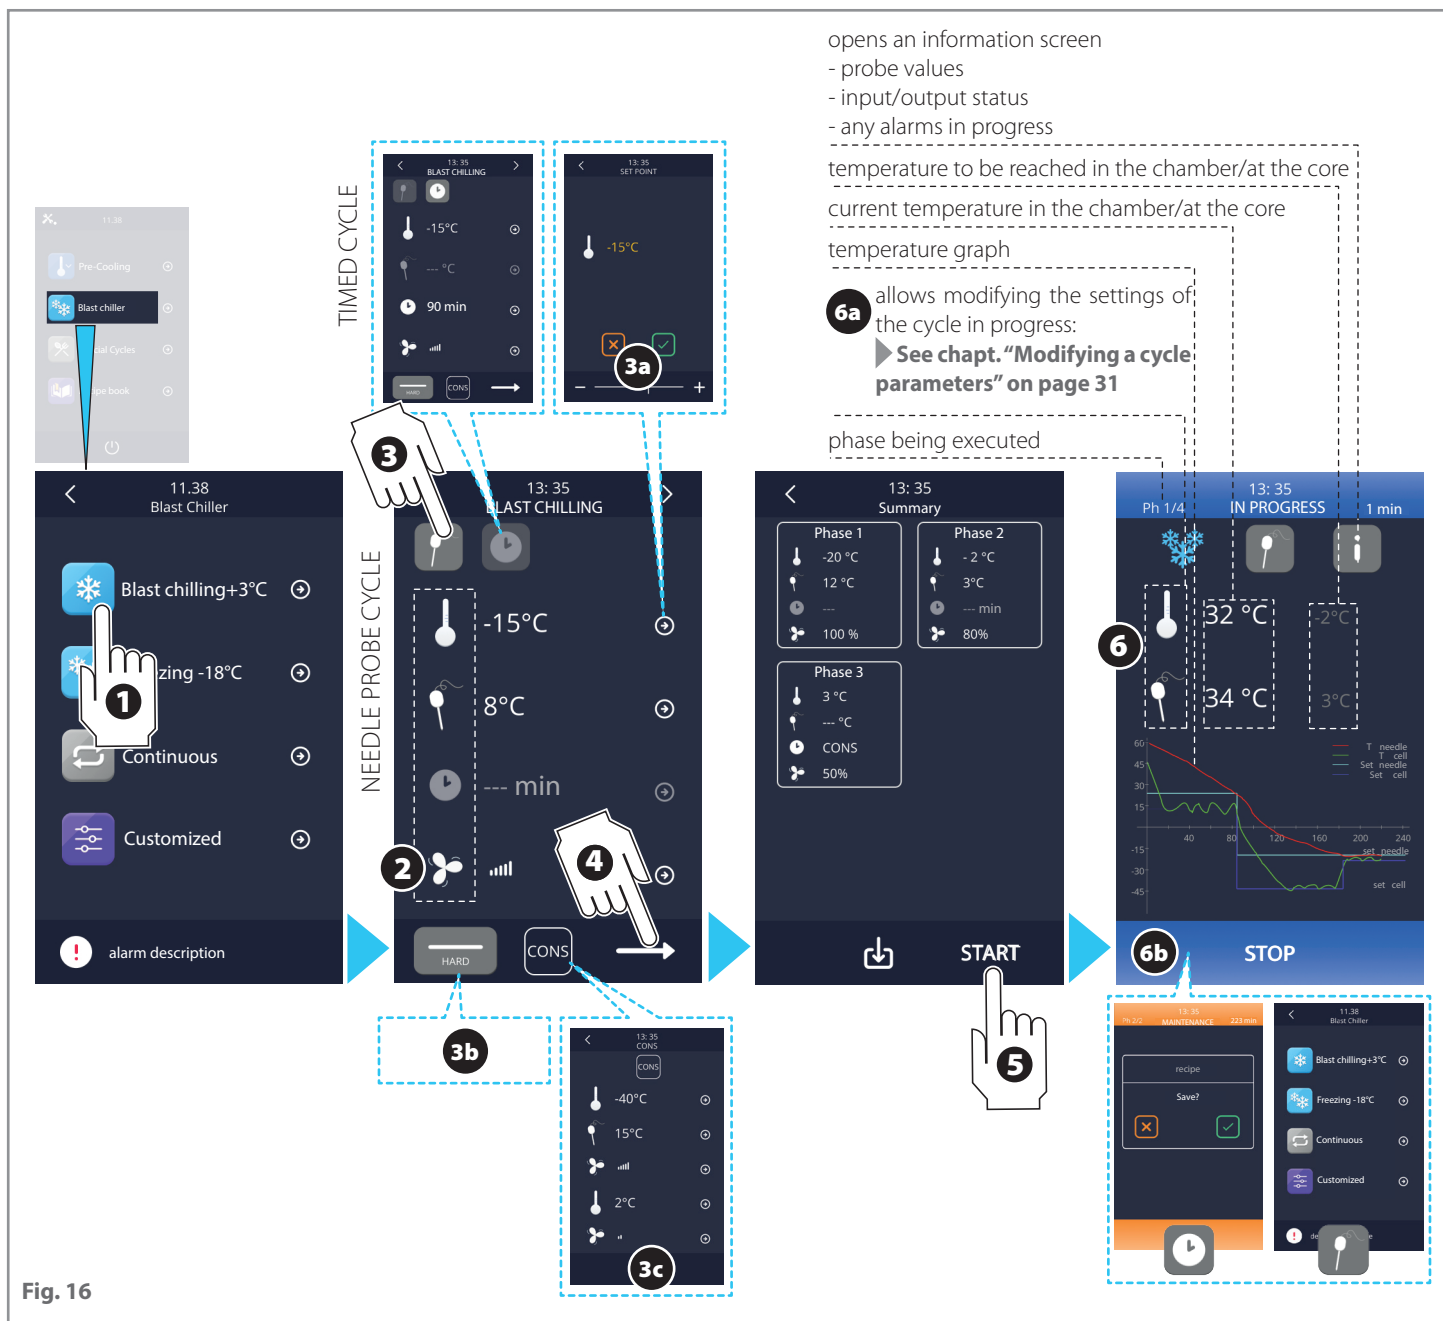 opens an information screen
- probe values
- input/output status
- any alarms in progress
temperature to be reached in the chamber/at the core
current temperature in the chamber/at the core
temperature graph
6a
allows modifying the settings of
the cycle in progress:
See chapt. “Modifying a cycle
parameters” on page 31
phase being executed
TIMED CYCLE
13: 35
BLAST CHILLING
-15°C
--- °C
90 min
HARD
CONS
13: 35
SET POINT
-15°C
3a
- +
11.38
Pre-Cooling
Blast chiller
ial Cycles
pe book
3
11.38
Blast Chiller
Blast chilling+3°C
zing -18°C
1
Continuous
Customized
alarm description
NEEDLE PROBE CYCLE
13: 35
BLAST CHILLING
-15°C
8°C
--- min
2
4
HARD
CONS
3b
13: 35
CONS
CONS
-40°C
15°C
2°C
3c
13: 35
Summary
Phase 1
-20 °C
12 °C
---
100 %
Phase 2
- 2 °C
3°C
--- min
80%
Phase 3
3 °C
--- °C
CONS
50%
START
5
13: 35
Ph 1/4 IN PROGRESS 1 min
6
32 °C -2°C
34 °C 3°C
60
45
30
15
-15
-30
-45
40 80 120 160 200 240
T needle
T cell
Set needle
Set cell
set needle
set cell
6b
STOP
13: 35
Ph 2/2 MAINTENANCE 223 min
recipe
Save?
11.38
Blast Chiller
Blast chilling+3°C
Freezing -18°C
Continuous
Customized
Fig. 16